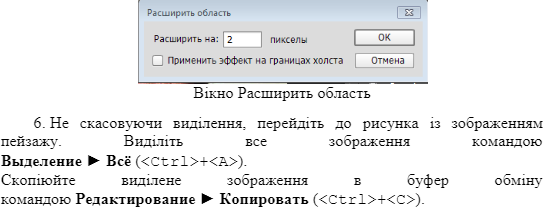 Расширить область
Расширить на: 2 пикселы ОК
Применить эффект на границах холста Отмена
Вікно Расширить область
6. Не скасовуючи виділення, перейдіть до рисунка із зображенням
пейзажу. Виділіть все зображення командою
Выделение ► Всё (<Ctrl>+<A>).
Скопіюйте виділене зображення в буфер обміну
командою Редактирование ► Копировать (<Ctrl>+<C>).